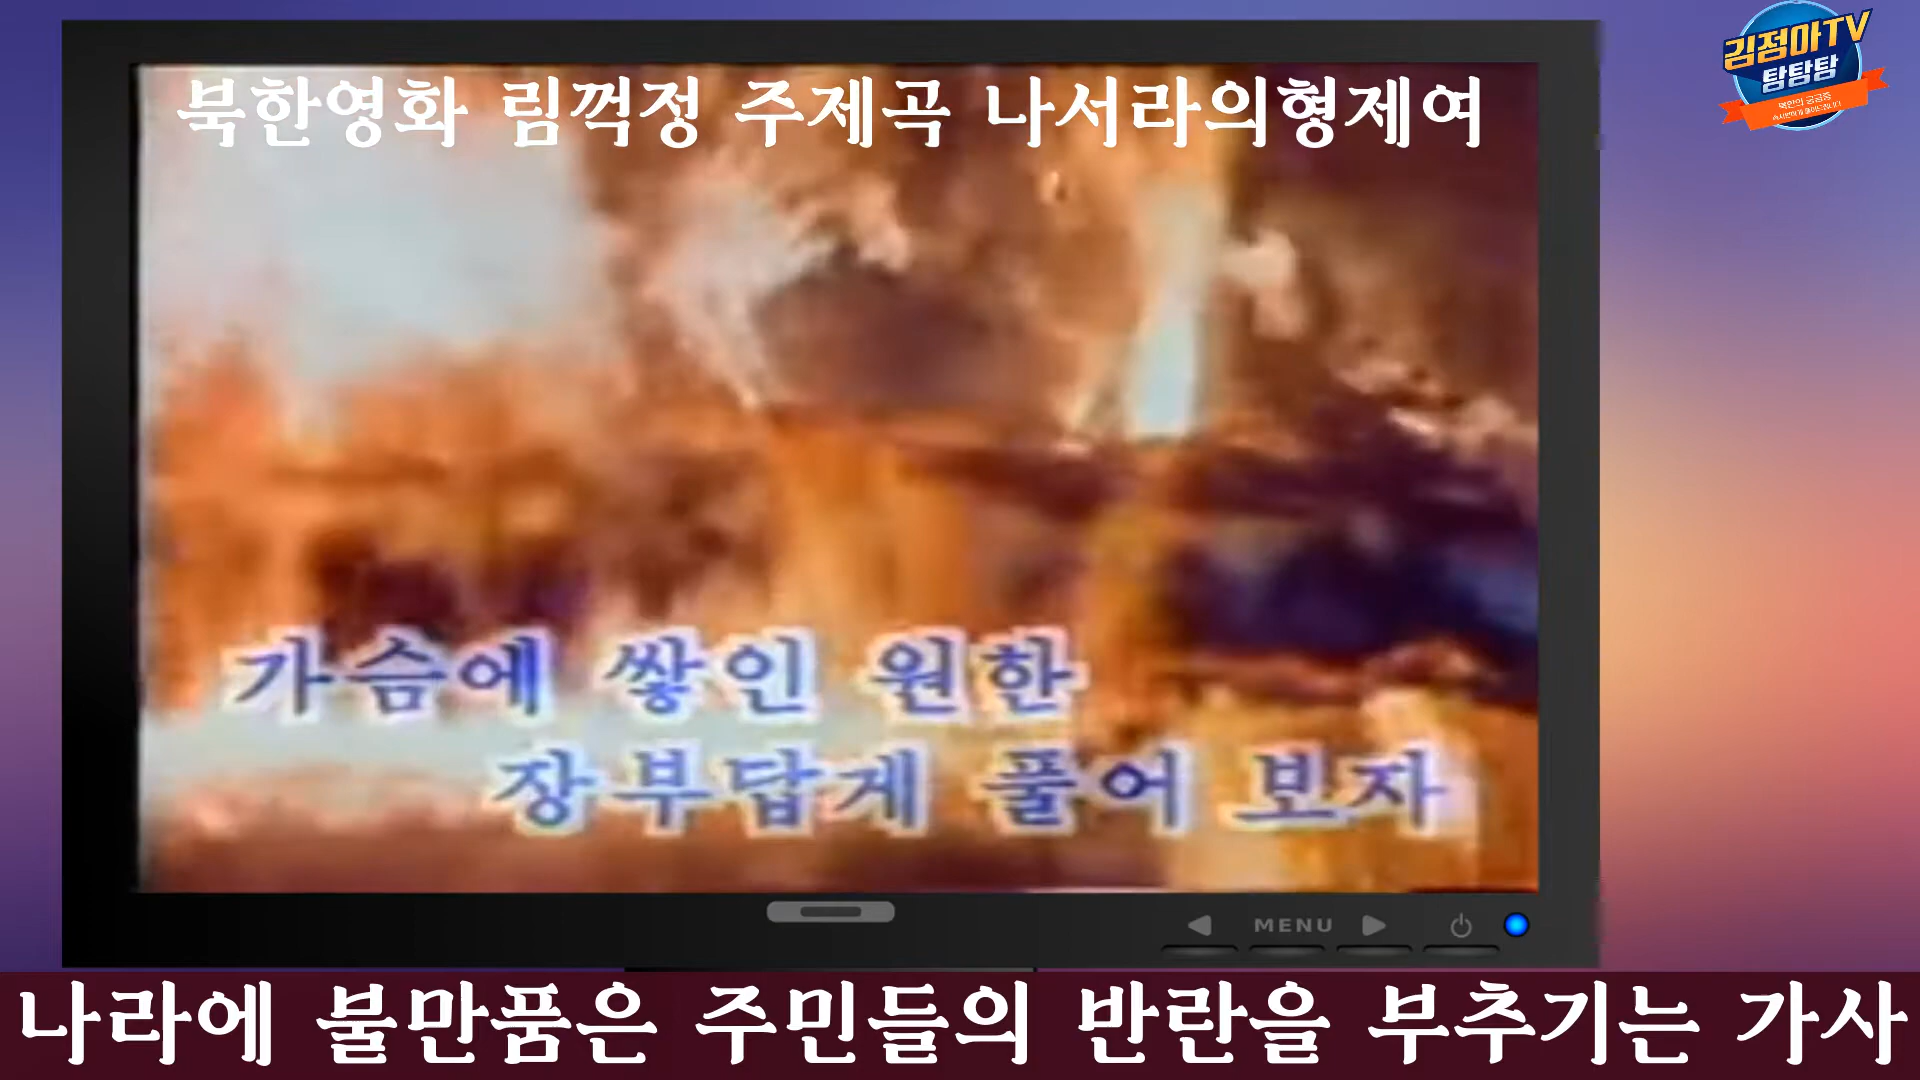 북한영화 림꺽정 주제곡 나서라의형제여
김점아TV
탐탐탐
가슴에 쌓인 원한
장부답게 풀어 보자
MENU
나라에 불만품은 주민들의 반란을 부추기는 가사